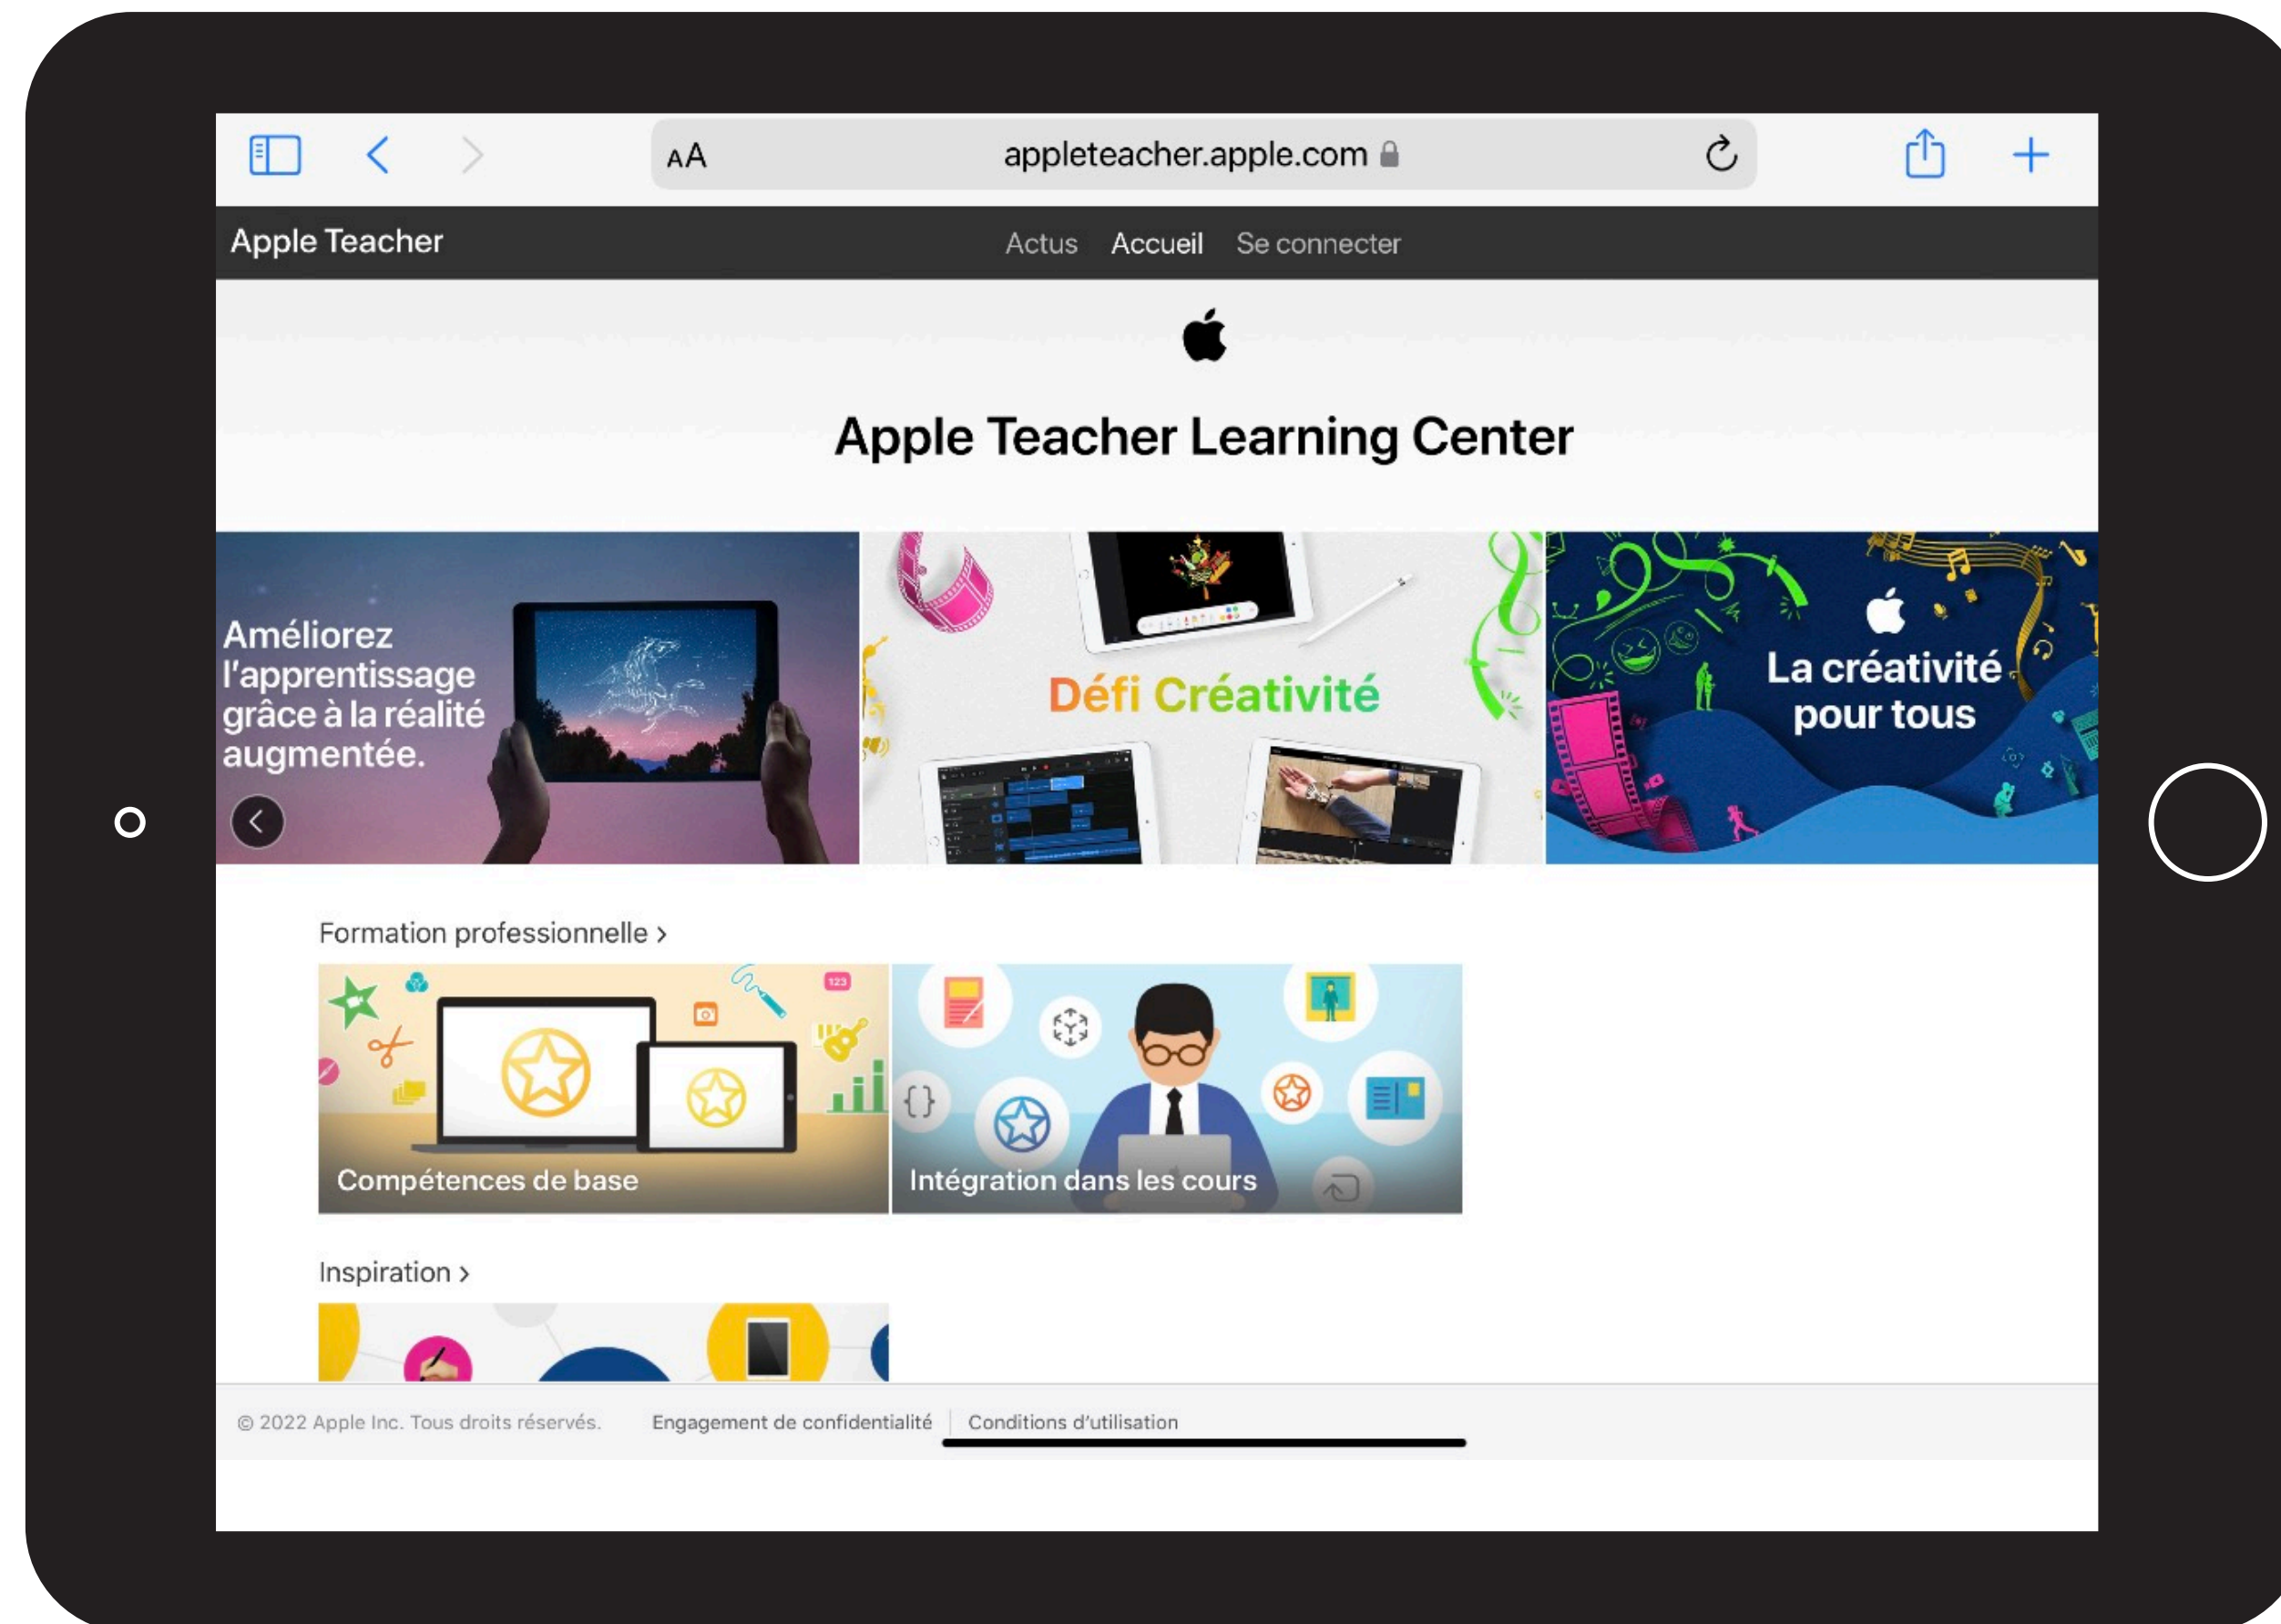 AA
appleteacher.apple.com
Apple Teacher
Actus Accueil Se connecter
Apple Teacher Learning Center
Améliorez
l'apprentissage
grâce à la réalité
augmentée.
Défi Créativité
La créativité
pour tous
Formation professionnelle >
123
Compétences de base
Intégration dans les cours
Inspiration >
© 2022 Apple Inc. Tous droits réservés. Engagement de confidentialité | Conditions d'utilisation